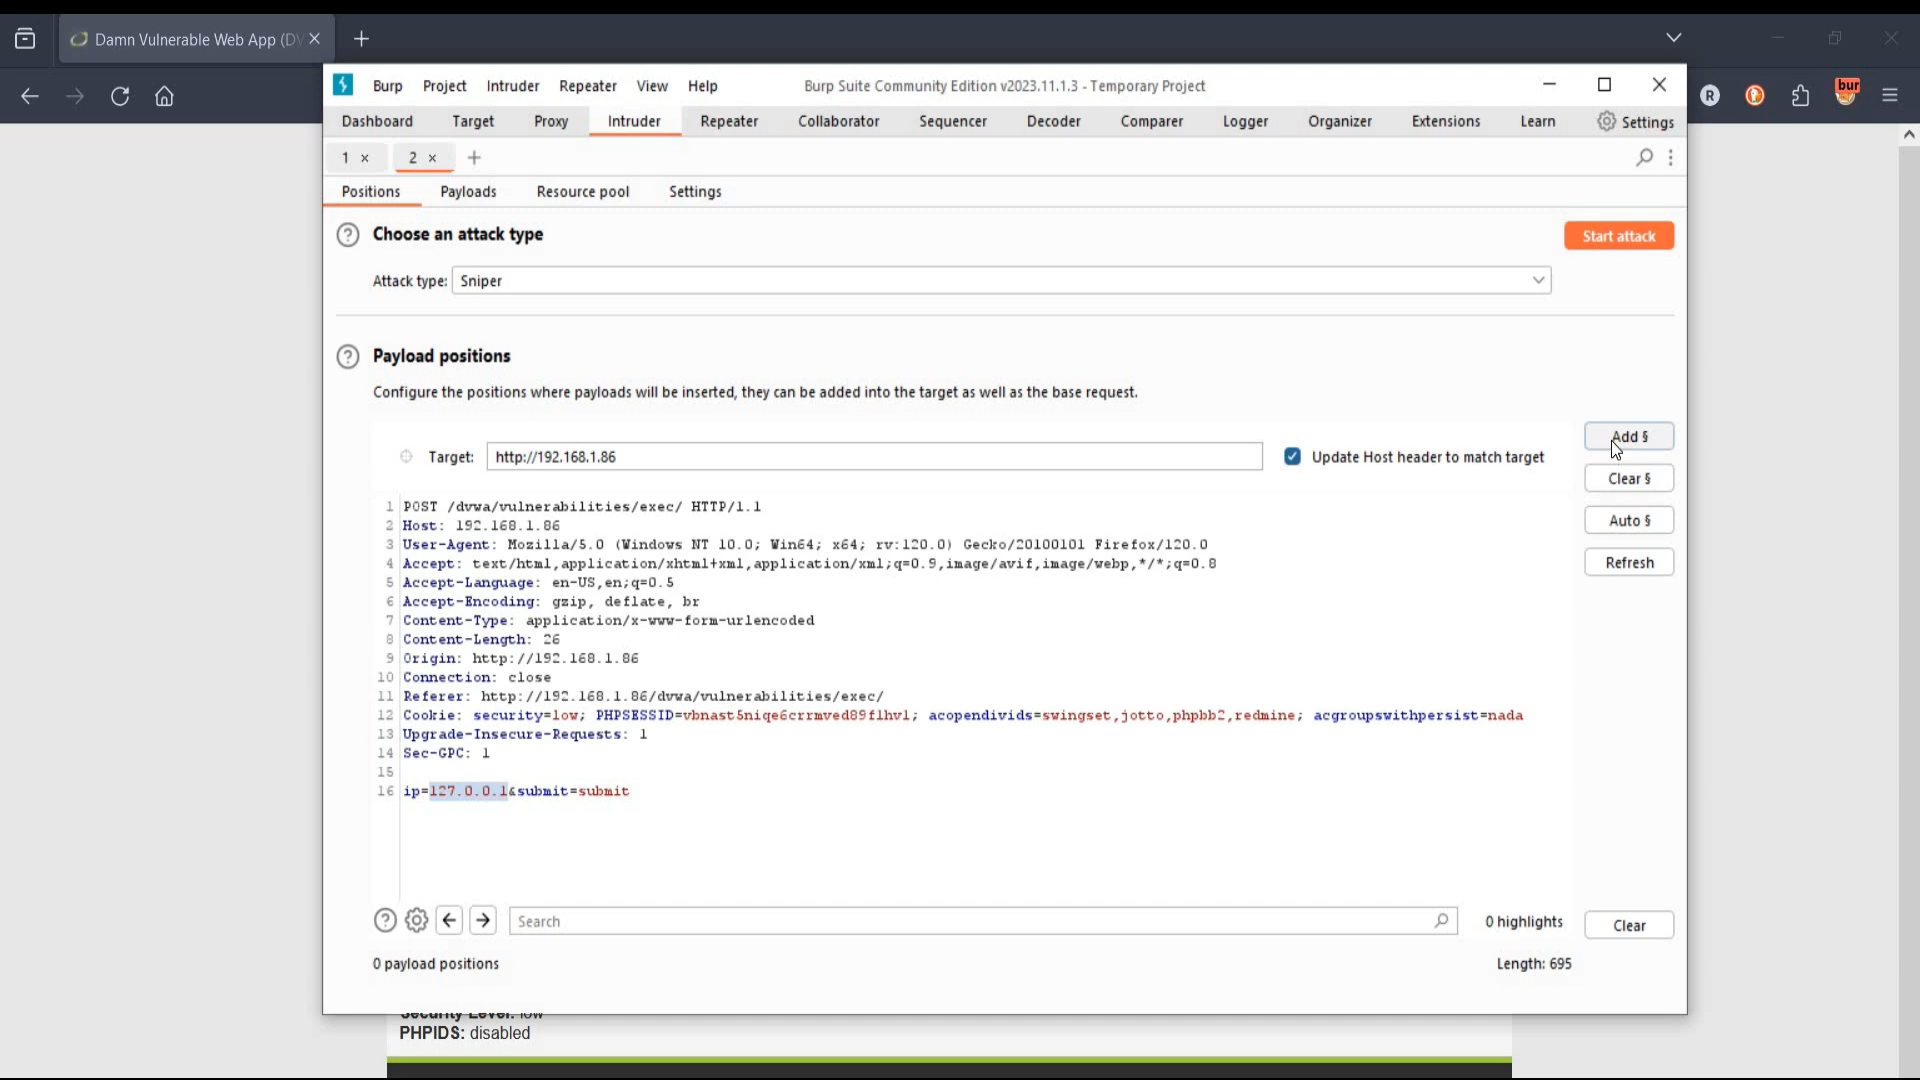 Damn Vulnerable Web App (DV
bur
R
Burp Project Intruder Repeater View Help Burp Suite Community Edition v2023.11.1.3 - Temporary Project
Dashboard Target Proxy Intruder Repeater Collaborator Sequencer Decoder Comparer Logger Organizer Extensions Learn Settings
1 × 2 × +
Positions Payloads Resource pool Settings
? Choose an attack type Start attack
Attack type: Sniper
? Payload positions
Configure the positions where payloads will be inserted, they can be added into the target as well as the base request.
Add §
Target: http://192.168.1.86 Update Host header to match target
Clear §
Auto §
Refresh
1 POST /dvwa/vulnerabilities/exec/ HTTP/1.1
2 Host: 192.168.1.86
3 User-Agent: Mozilla/5.0 (Windows NT 10.0; Win64; x64; rv:120.0) Gecko/20100101 Firefox/120.0
4 Accept: text/html,application/xhtml+xml,application/xml;q=0.9,image/avif,image/webp,*/*;q=0.8
5 Accept-Language: en-US,en;q=0.5
6 Accept-Encoding: gzip, deflate, br
7 Content-Type: application/x-www-form-urlencoded
8 Content-Length: 26
9 Origin: http://192.168.1.86
10 Connection: close
11 Referer: http://192.168.1.86/dvwa/vulnerabilities/exec/
12 Cookie: security=low; PHPSESSID=vbnast5niqe6crrmved89flhvl; acopendivids=swingset,jotto,phpbb2,redmine; acgroupswithpersist=nada
13 Upgrade-Insecure-Requests: 1
14 Sec-GPC: 1
15
16 ip=127.0.0.1&submit=submit
? Search 0 highlights Clear
0 payload positions Length: 695
Security Level: low
PHPIDS: disabled